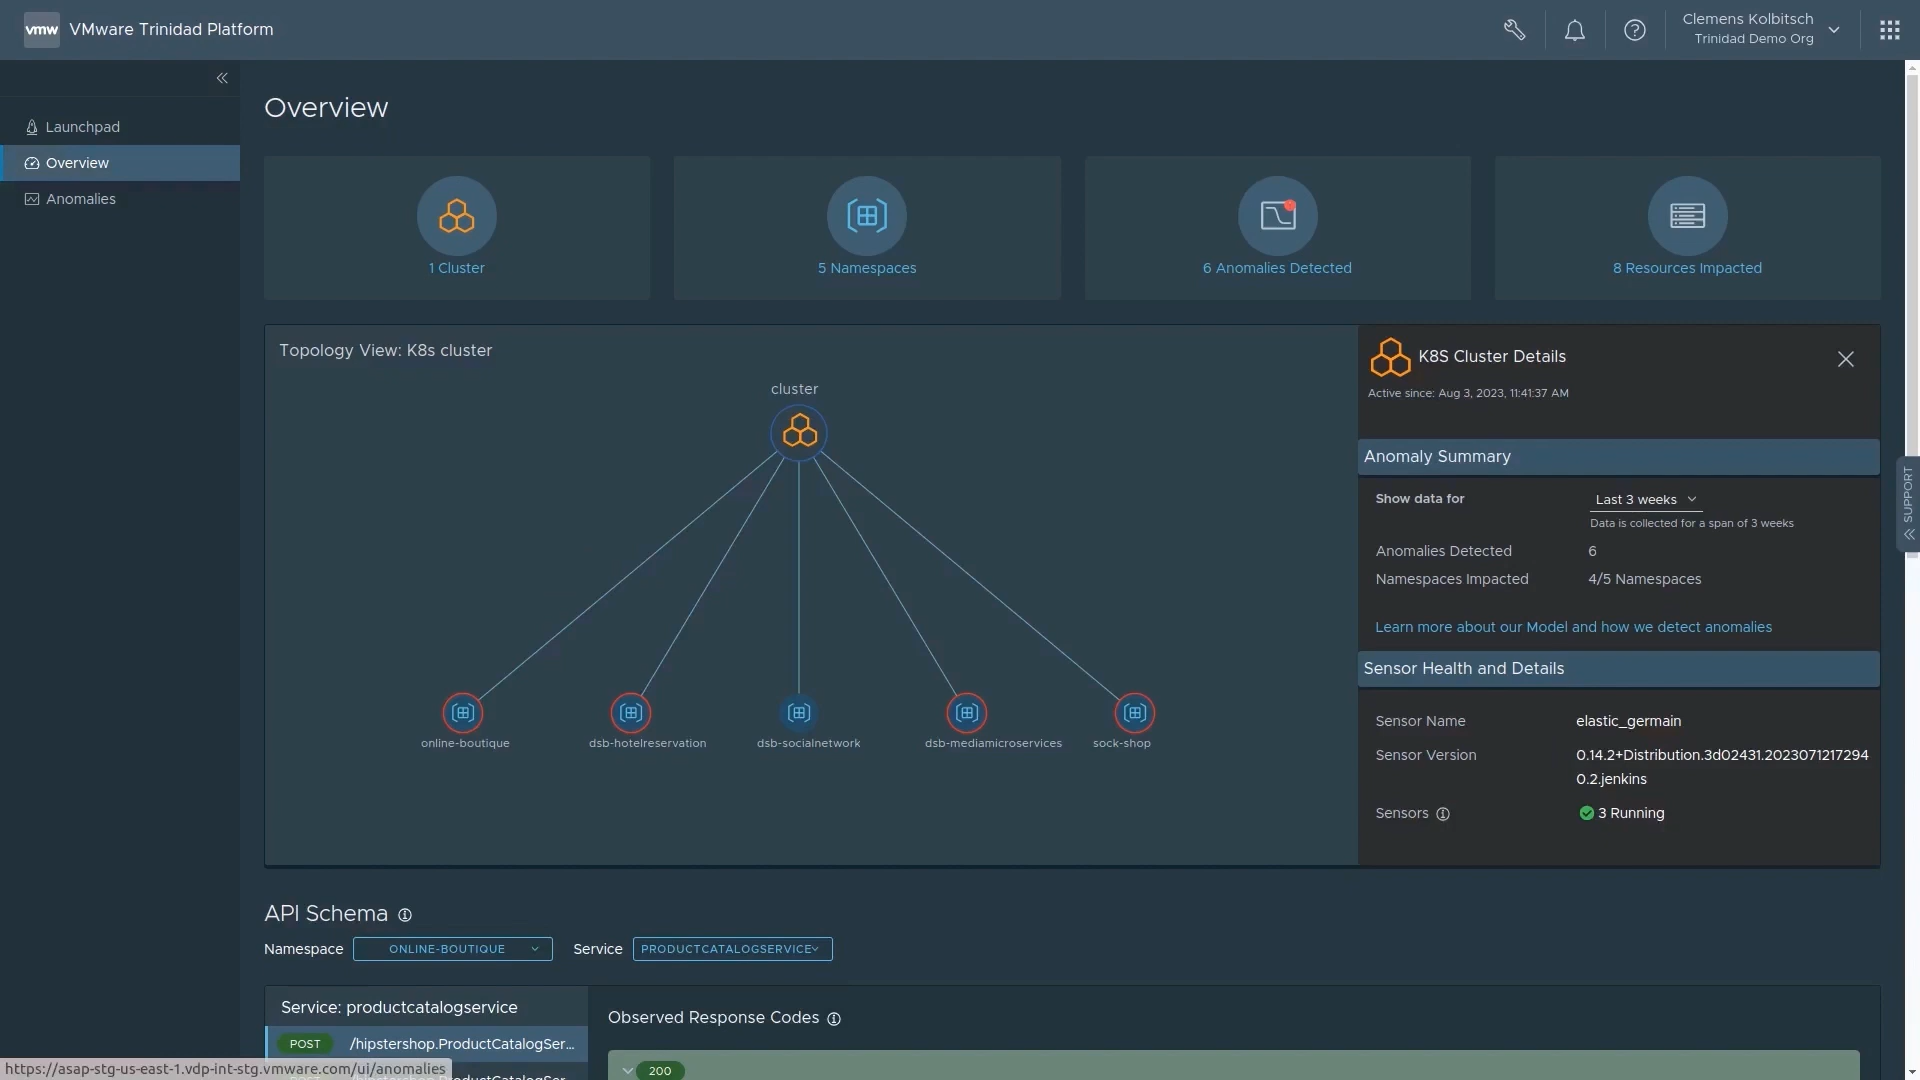 vmw VMware Trinidad Platform
Clemens Kolbitsch
Trinidad Demo Org
Launchpad
Overview
Anomalies
Overview
1 Cluster
5 Namespaces
6 Anomalies Detected
8 Resources Impacted
Topology View: K8s cluster
cluster
online-boutique
dsb-hotelreservation
dsb-socialnetwork
dsb-mediamicroservices
sock-shop
K8S Cluster Details
Active since: Aug 3, 2023, 11:41:37 AM
Anomaly Summary
Show data for
Last 3 weeks
Data is collected for a span of 3 weeks
Anomalies Detected 6
Namespaces Impacted 4/5 Namespaces
Learn more about our Model and how we detect anomalies
Sensor Health and Details
Sensor Name elastic_germain
Sensor Version 0.14.2+Distribution.3d02431.2023071217294
0.2.jenkins
Sensors 3 Running
SUPPORT
API Schema
Namespace ONLINE-BOUTIQUE Service PRODUCTCATALOGSERVICE
Service: productcatalogservice
POST /hipstershop.ProductCatalogSer...
Observed Response Codes
200
https://asap-stg-us-east-1.vdp-int-stg.vmware.com/ui/anomalies